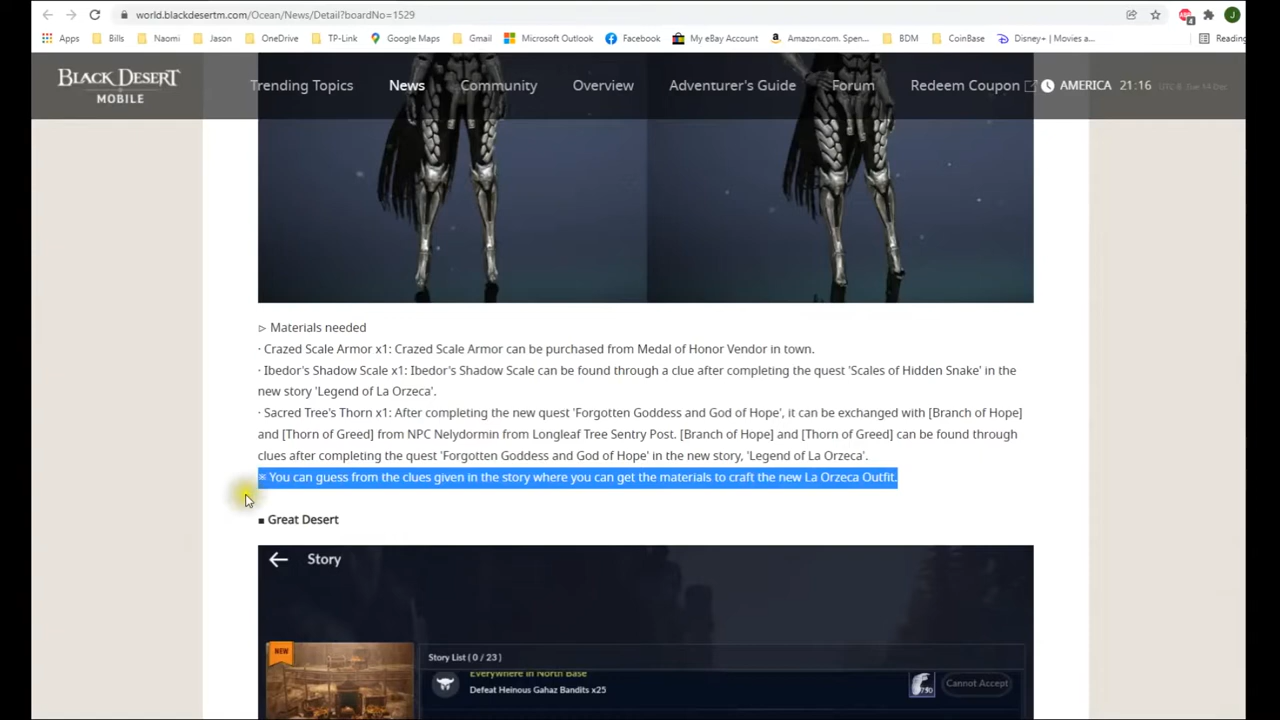 world.blackdesertm.com/Ocean/News/Detail?boardNo=1529
Apps Bills Naomi Jason OneDrive TP-Link Google Maps Gmail Microsoft Outlook Facebook My eBay Account Amazon.com. Spen... BDM CoinBase Disney+ | Movies a... Reading
BLACK DESERT
MOBILE
Trending Topics News Community Overview Adventurer's Guide Forum Redeem Coupon AMERICA 21:16
▷ Materials needed
· Crazed Scale Armor x1: Crazed Scale Armor can be purchased from Medal of Honor Vendor in town.
· Ibedor's Shadow Scale x1: Ibedor's Shadow Scale can be found through a clue after completing the quest 'Scales of Hidden Snake' in the
new story 'Legend of La Orzeca'.
· Sacred Tree's Thorn x1: After completing the new quest 'Forgotten Goddess and God of Hope', it can be exchanged with [Branch of Hope]
and [Thorn of Greed] from NPC Nelydormin from Longleaf Tree Sentry Post. [Branch of Hope] and [Thorn of Greed] can be found through
clues after completing the quest 'Forgotten Goddess and God of Hope' in the new story, 'Legend of La Orzeca'.
※ You can guess from the clues given in the story where you can get the materials to craft the new La Orzeca Outfit.
■ Great Desert
Story
NEW
Story List ( 0 / 23 )
Everywhere in North Base
Defeat Heinous Gahaz Bandits x25
Cannot Accept